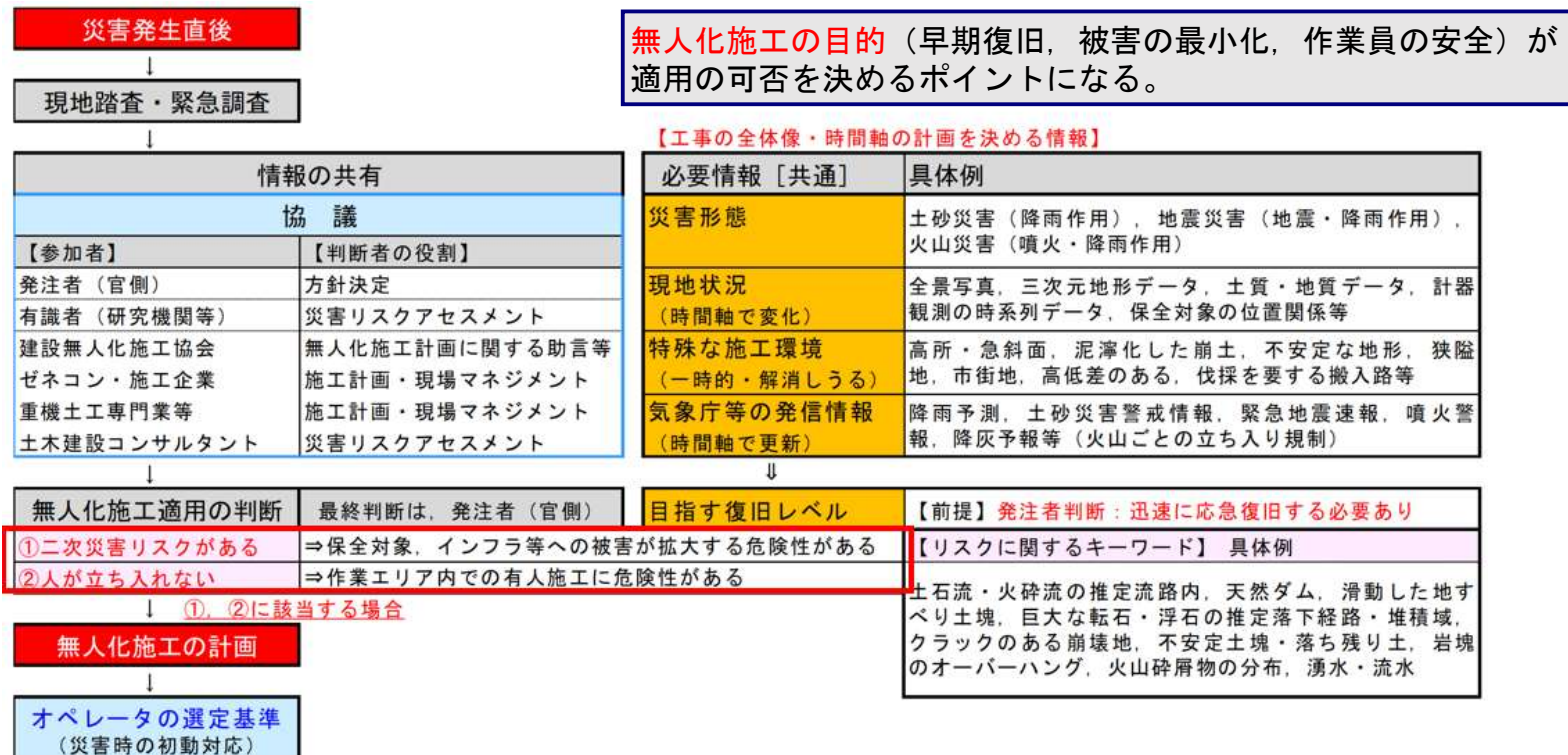 災害発生直後
↓
現地踏査・緊急調査
↓
無人化施工の目的（早期復旧，被害の最小化，作業員の安全）が
適用の可否を決めるポイントになる。
情報の共有
協　議
【参加者】 【判断者の役割】
発注者（官側） 方針決定
有識者（研究機関等） 災害リスクアセスメント
建設無人化施工協会 無人化施工計画に関する助言等
ゼネコン・施工企業 施工計画・現場マネジメント
重機土工専門業等 施工計画・現場マネジメント
土木建設コンサルタント 災害リスクアセスメント
【工事の全体像・時間軸の計画を決める情報】
必要情報［共通］ 具体例
災害形態 土砂災害（降雨作用），地震災害（地震・降雨作用），
火山災害（噴火・降雨作用）
現地状況 全景写真，三次元地形データ，土質・地質データ，計器
（時間軸で変化） 観測の時系列データ，保全対象の位置関係等
特殊な施工環境 高所・急斜面，泥濘化した崩土，不安定な地形，狭隘
（一時的・解消しうる） 地，市街地，高低差のある，伐採を要する搬入路等
気象庁等の発信情報 降雨予測，土砂災害警戒情報，緊急地震速報，噴火警
（時間軸で更新） 報，降灰予報等（火山ごとの立ち入り規制）
↓
⇓
無人化施工適用の判断 最終判断は，発注者（官側）
①二次災害リスクがある ⇒保全対象，インフラ等への被害が拡大する危険性がある
②人が立ち入れない ⇒作業エリア内での有人施工に危険性がある
↓ ①，②に該当する場合
無人化施工の計画
↓
オペレータの選定基準
（災害時の初動対応）
目指す復旧レベル 【前提】発注者判断：迅速に応急復旧する必要あり
【リスクに関するキーワード】 具体例
土石流・火砕流の推定流路内，天然ダム，滑動した地す
べり土塊，巨大な転石・浮石の推定落下経路・堆積域，
クラックのある崩壊地，不安定土塊・落ち残り土，岩塊
のオーバーハング，火山砕屑物の分布，湧水・流水